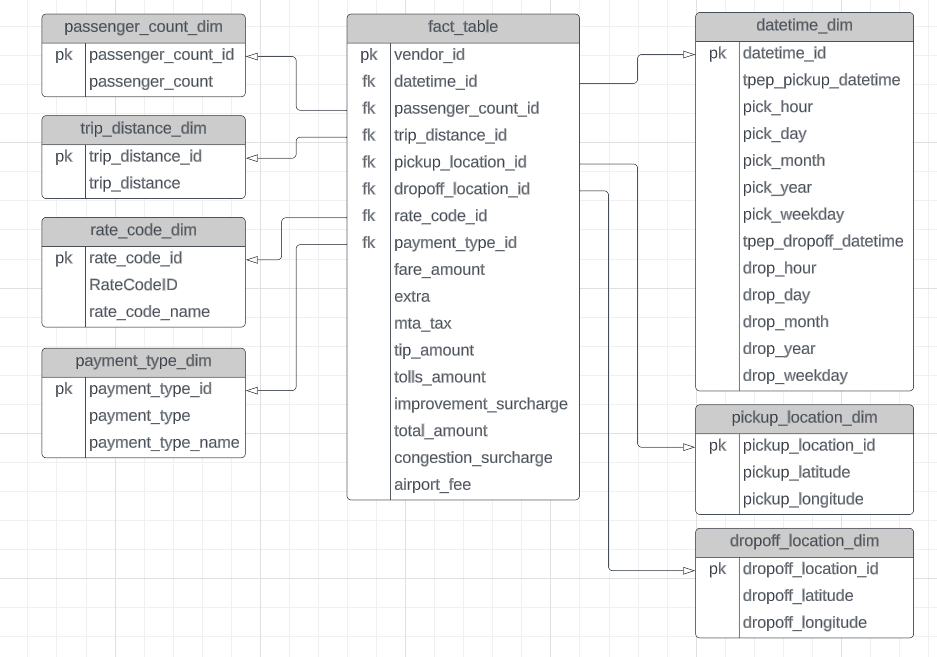 passenger_count_dim
pk passenger_count_id
passenger_count
trip_distance_dim
pk trip_distance_id
trip_distance
rate_code_dim
pk rate_code_id
RateCodeID
rate_code_name
payment_type_dim
pk payment_type_id
payment_type
payment_type_name
fact_table
pk vendor_id
fk datetime_id
fk passenger_count_id
fk trip_distance_id
fk pickup_location_id
fk dropoff_location_id
fk rate_code_id
fk payment_type_id
fare_amount
extra
mta_tax
tip_amount
tolls_amount
improvement_surcharge
total_amount
congestion_surcharge
airport_fee
datetime_dim
pk datetime_id
tpep_pickup_datetime
pick_hour
pick_day
pick_month
pick_year
pick_weekday
tpep_dropoff_datetime
drop_hour
drop_day
drop_month
drop_year
drop_weekday
pickup_location_dim
pk pickup_location_id
pickup_latitude
pickup_longitude
dropoff_location_dim
pk dropoff_location_id
dropoff_latitude
dropoff_longitude